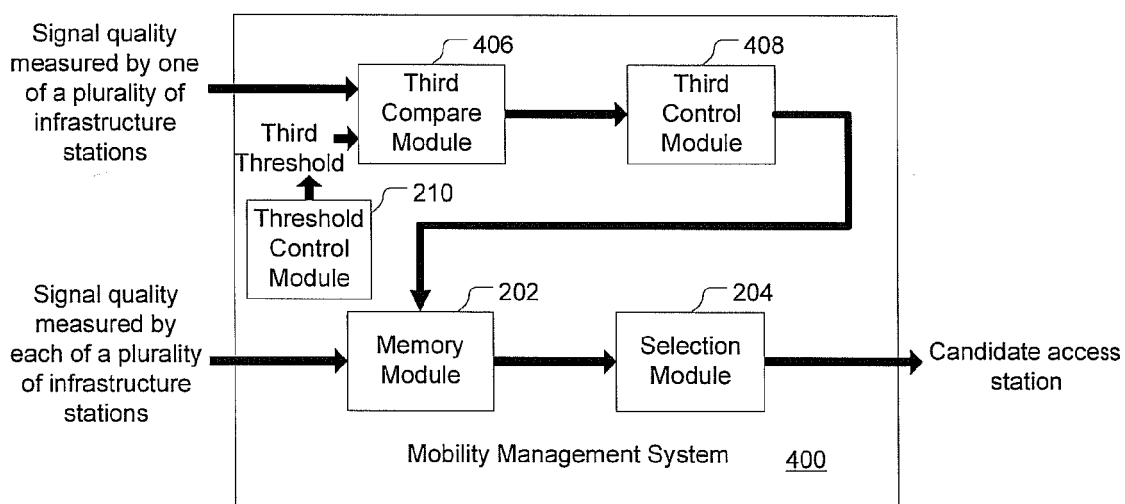 Signal quality
measured by one
of a plurality of
infrastructure
stations
406
Third
Compare
Module
408
Third
Control
Module
Third
Threshold
210
Threshold
Control
Module
Signal quality
measured by
each of a plurality
of infrastructure
stations
202
Memory
Module
204
Selection
Module
Candidate access
station
Mobility Management System 400